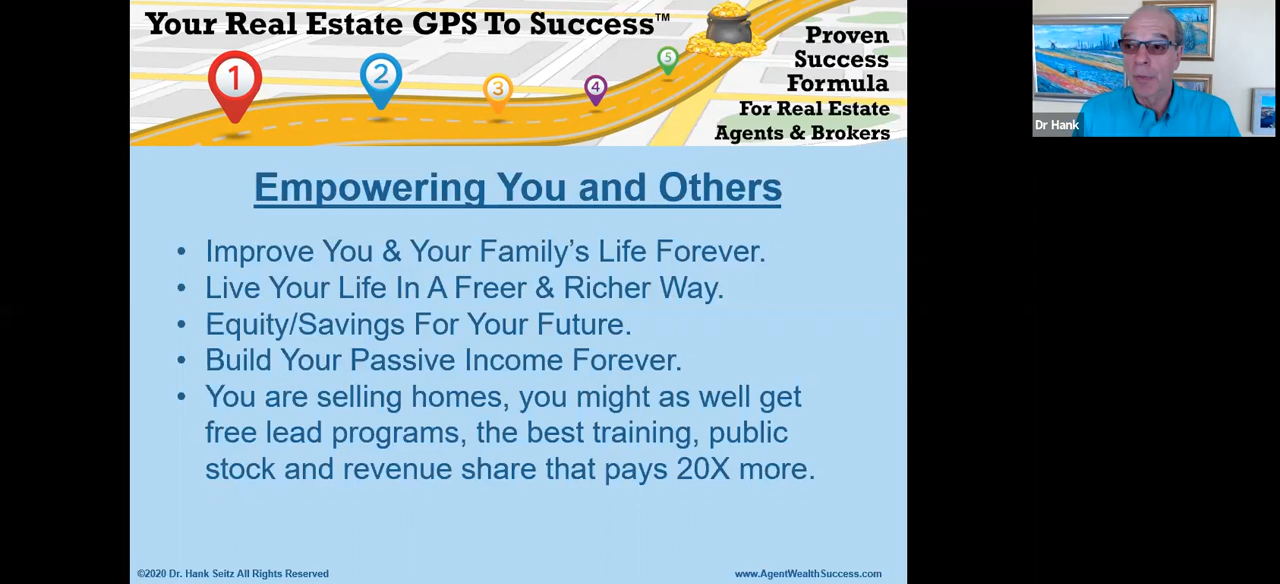 Your Real Estate GPS To Success™
1
2
3
4
5
Proven
Success
Formula
For Real Estate
Agents & Brokers
Dr Hank
Empowering You and Others
• Improve You & Your Family’s Life Forever.
• Live Your Life In A Freer & Richer Way.
• Equity/Savings For Your Future.
• Build Your Passive Income Forever.
• You are selling homes, you might as well get
free lead programs, the best training, public
stock and revenue share that pays 20X more.
©2020 Dr. Hank Seitz All Rights Reserved
www.AgentWealthSuccess.com